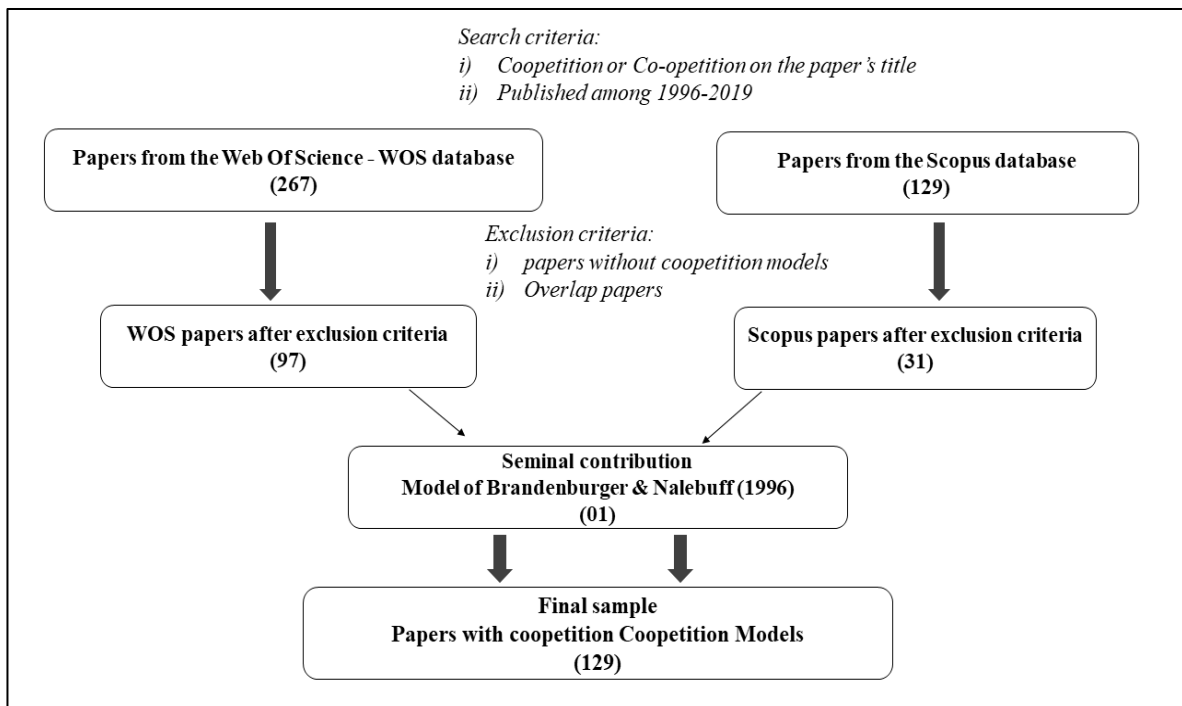 Search criteria:
i) Coopetition or Co-opetition on the paper's title
ii) Published among 1996-2019
Papers from the Web Of Science - WOS database
(267)
Papers from the Scopus database
(129)
Exclusion criteria:
i) papers without coopetition models
ii) Overlap papers
WOS papers after exclusion criteria
(97)
Scopus papers after exclusion criteria
(31)
Seminal contribution
Model of Brandenburger & Nalebuff (1996)
(01)
Final sample
Papers with coopetition Coopetition Models
(129)